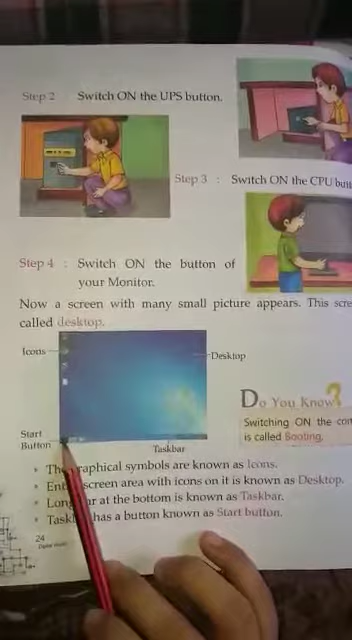 Step 2 Switch ON the UPS button.
Step 3 : Switch ON the CPU
Step 4 : Switch ON the button of
your Monitor.
Now a screen with many small picture appears. This
called desktop.
Icons
Desktop
Start
Button
Taskbar
Do You Know?
Switching ON the
is called Booting.
graphical symbols are known as Icons.
screen area with icons on it is known as Desktop.
at the bottom is known as Taskbar.
has a button known as Start button.
24